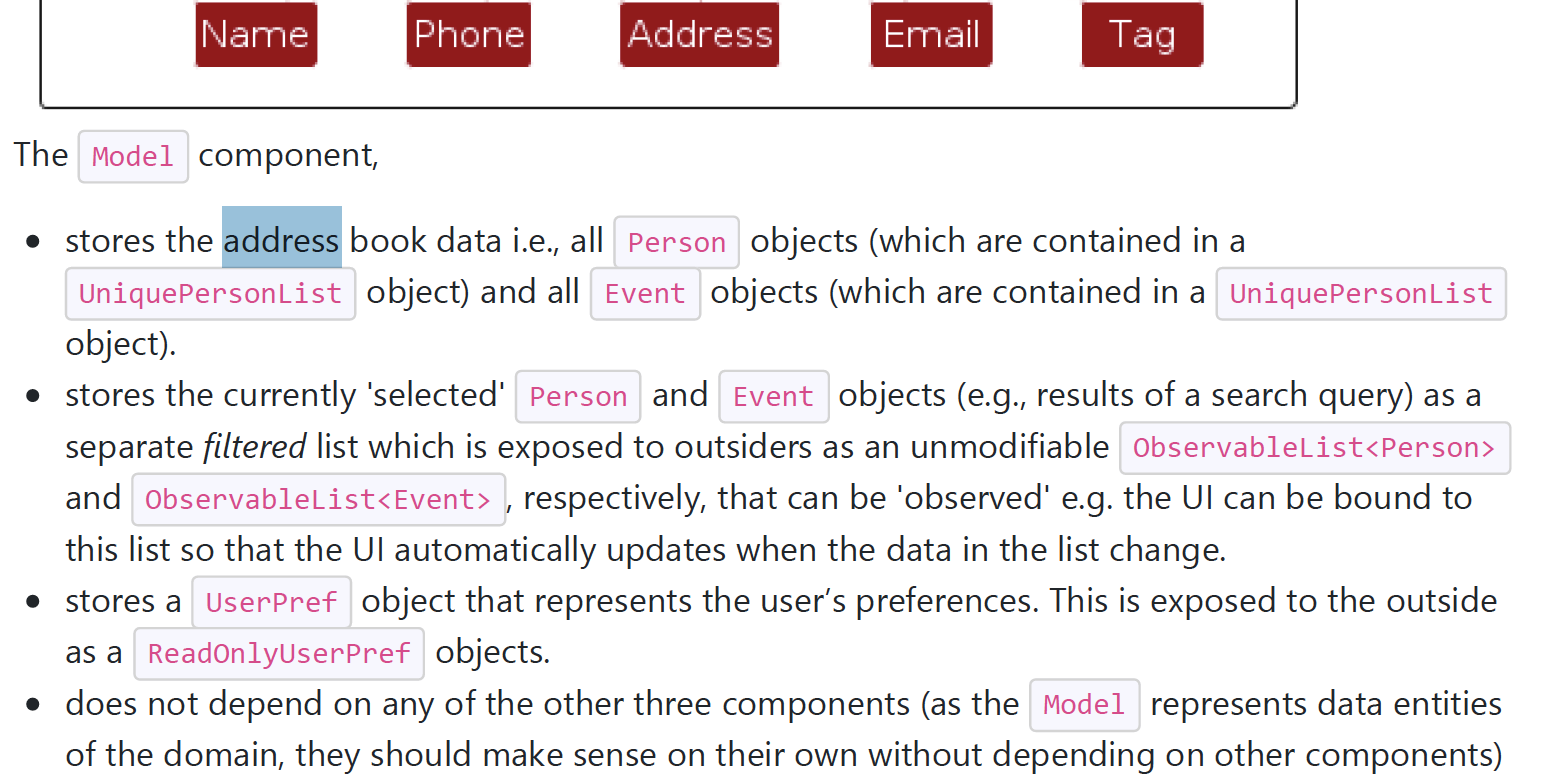 Name Phone Address Email Tag
The Model component,
• stores the address book data i.e., all Person objects (which are contained in a
UniquePersonList object) and all Event objects (which are contained in a UniquePersonList
object).
• stores the currently 'selected' Person and Event objects (e.g., results of a search query) as a
separate filtered list which is exposed to outsiders as an unmodifiable ObservableList<Person>
and ObservableList<Event>, respectively, that can be 'observed' e.g. the UI can be bound to
this list so that the UI automatically updates when the data in the list change.
• stores a UserPref object that represents the user’s preferences. This is exposed to the outside
as a ReadOnlyUserPref objects.
• does not depend on any of the other three components (as the Model represents data entities
of the domain, they should make sense on their own without depending on other components)